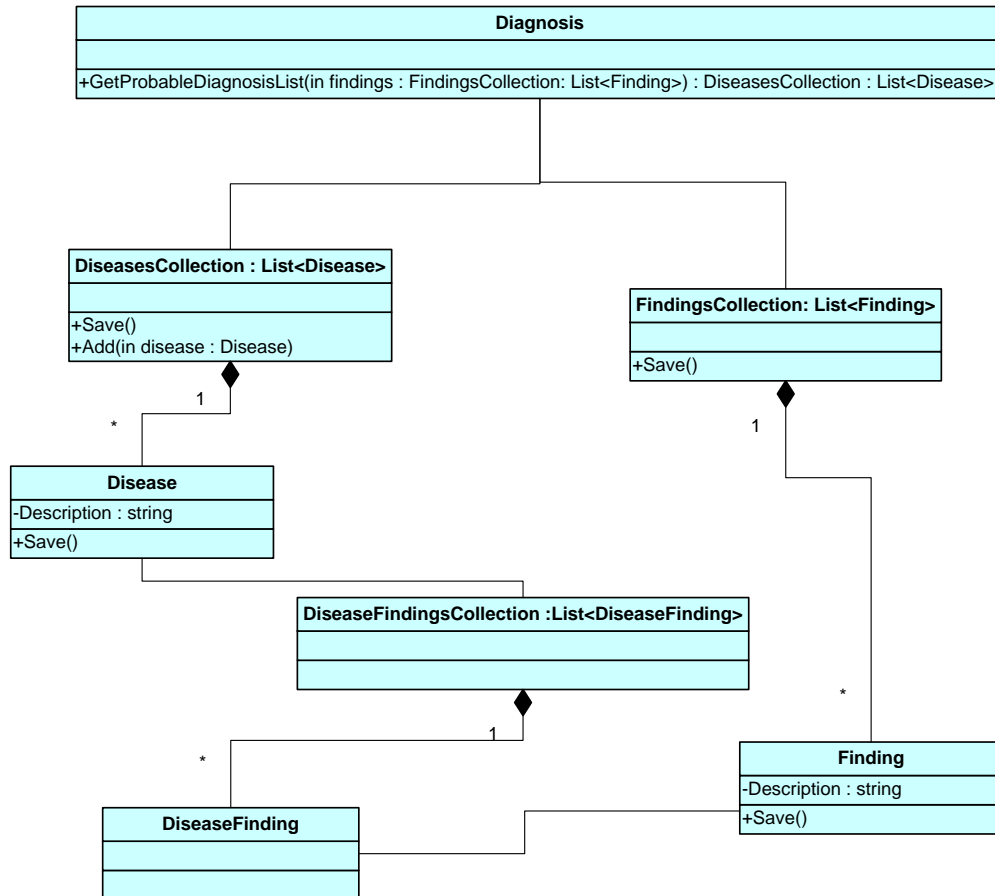 Diagnosis
+GetProbableDiagnosisList(in findings : FindingsCollection: List<Finding>) : DiseasesCollection : List<Disease>
DiseasesCollection : List<Disease>
+Save()
+Add(in disease : Disease)
FindingsCollection: List<Finding>
+Save()
1
*
1
Disease
-Description : string
+Save()
DiseaseFindingsCollection :List<DiseaseFinding>
*
1
*
Finding
-Description : string
+Save()
DiseaseFinding